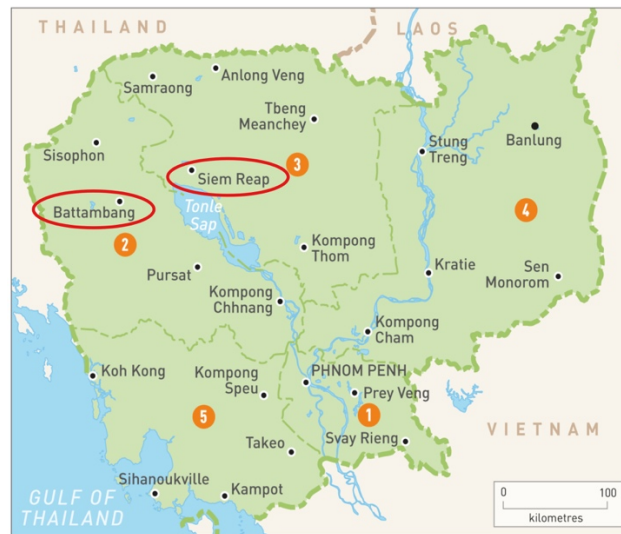 THAILAND
LAOS
Anlong Veng
Samraong
Tbeng
Meanchey
Sisophon
Stung
Treng
Banlung
3
Siem Reap
Battambang
Tonle
Sap
4
2
Kompong
Thom
Pursat
Kratie
Sen
Monorom
Kompong
Chhnang
Kompong
Cham
Koh Kong
Kompong
Speu
PHNOM PENH
Prey Veng
5
1
Svay Rieng
VIETNAM
Takeo
Sihanoukville
Kampot
GULF OF
THAILAND
0 100
kilometres